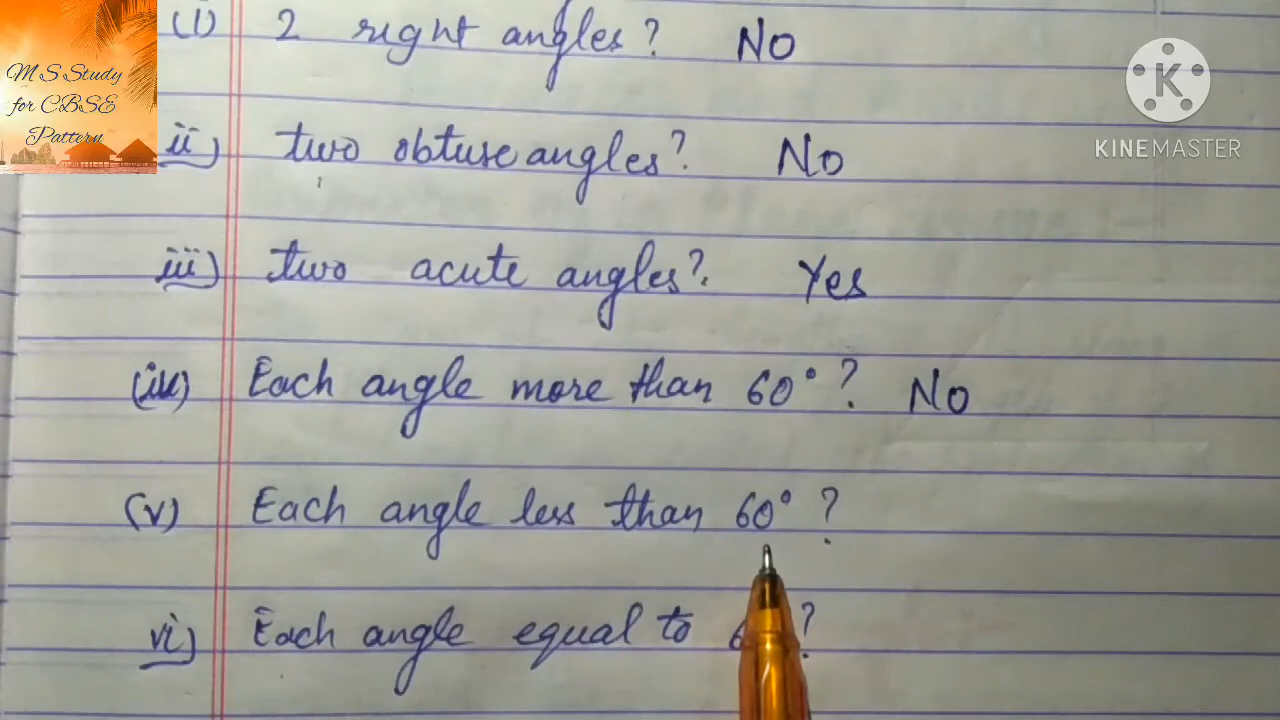 M S Study
for CBSE
Pattern
(i) 2 right angles? No
KINEMASTER
ii) two obtuse angles? No
iii) two acute angles? Yes
(iv) Each angle more than 60°? No
(v) Each angle less than 60°?
vi) Each angle equal to ?